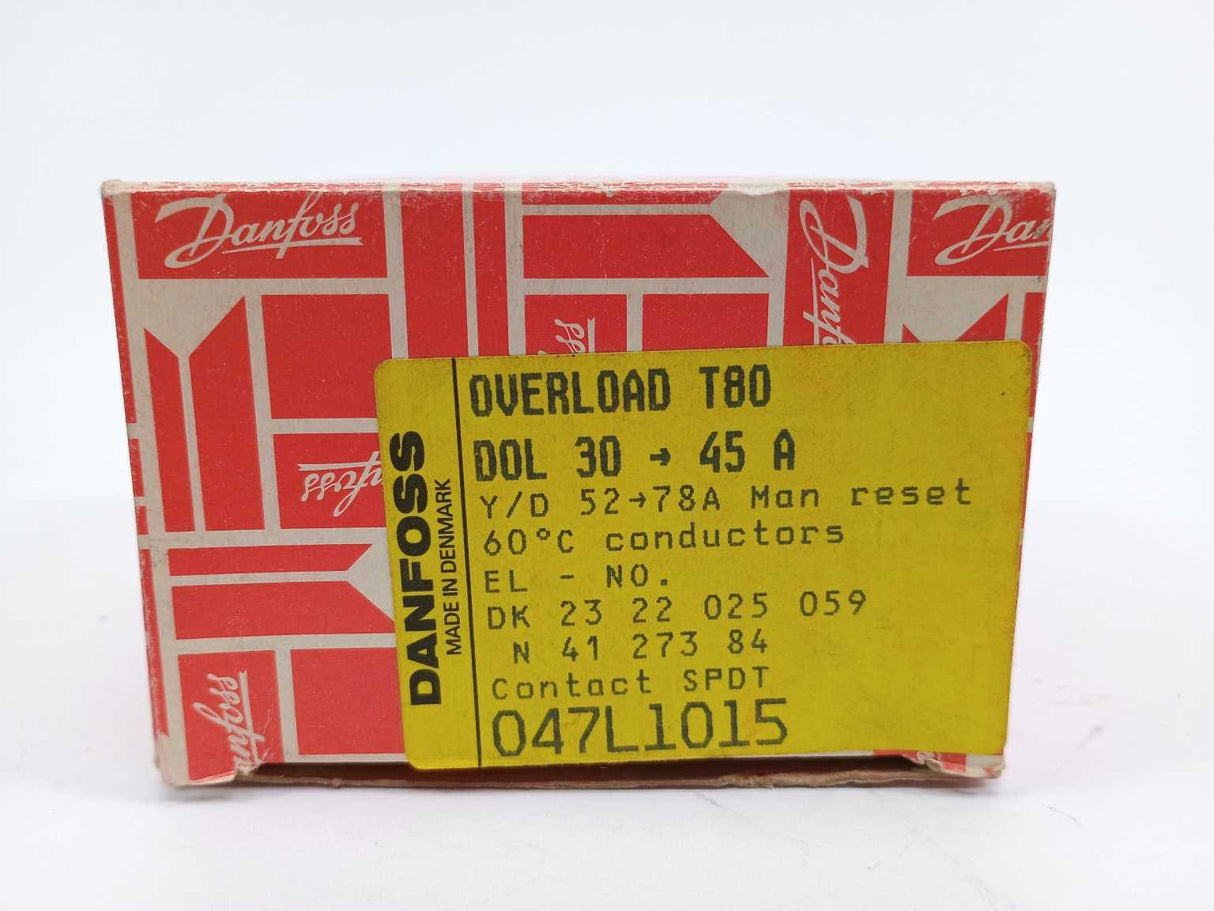 Danfoss
Danfoss
Danfoss
DANFOSS
MADE IN DENMARK
OVERLOAD T80
DOL 30 → 45 A
Y/D 52→78A Man reset
60°C conductors
EL - NO.
DK 23 22 025 059
N 41 273 84
Contact SPDT
047L1015